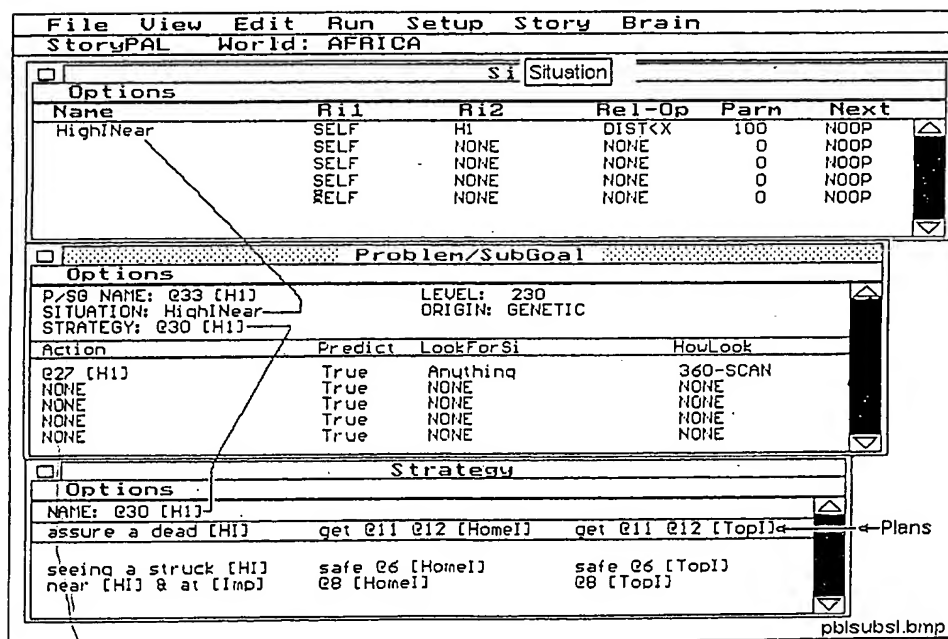 File View Edit Run Setup Story Brain
StoryPAL World: AFRICA
Si Situation
Options
Name Ri1 Ri2 Rel-Op Parm Next
HighINear SELF H1 DIST<X 100 NOOP
SELF NONE NONE 0 NOOP
SELF NONE NONE 0 NOOP
SELF NONE NONE 0 NOOP
SELF NONE NONE 0 NOOP
Problem/SubGoal
Options
P/SG NAME: @33 [HI] LEVEL: 230
SITUATION: HighINear ORIGIN: GENETIC
STRATEGY: @30 [HI]
Action Predict LookForSi HowLook
@27 [HI] True Anything 360-SCAN
NONE True NONE NONE
NONE True NONE NONE
NONE True NONE NONE
NONE True NONE NONE
Strategy
Options
NAME: @30 [HI]
assure a dead [HI] get @11 @12 [HomeI] get @11 @12 [TopI] Plans
seeing a struck [HI] safe @6 [HomeI] safe @6 [TopI]
near [HI] & at [Imp] @8 [HomeI] @8 [TopI]
pblsubsl.bmp